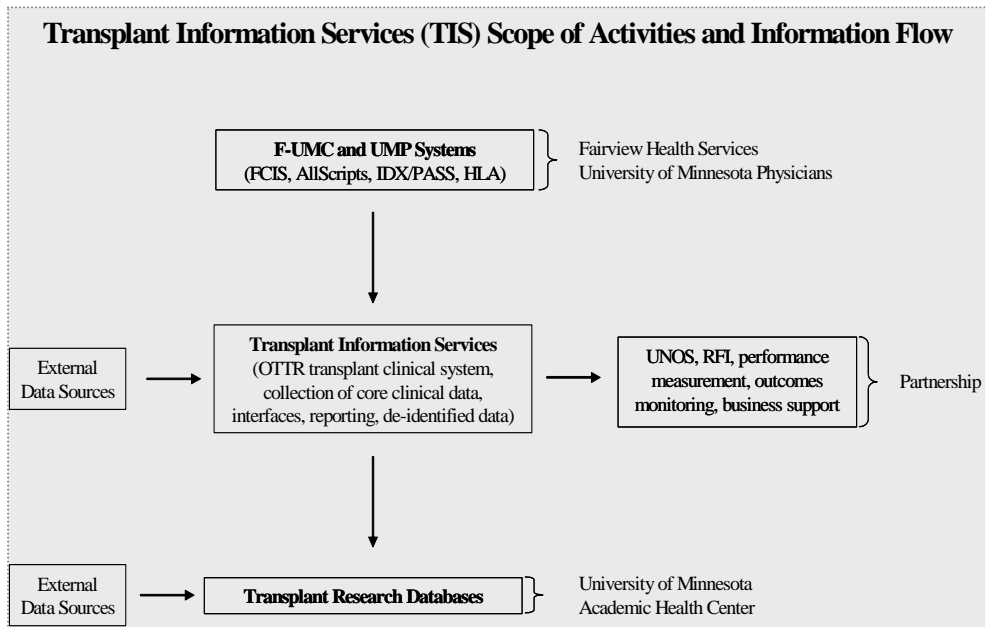 Transplant Information Services (TIS) Scope of Activities and Information Flow
F-UMC and UMP Systems
(FCIS, AllScripts, IDX/PASS, HLA)
Fairview Health Services
University of Minnesota Physicians
External
Data Sources
Transplant Information Services
(OTTR transplant clinical system,
collection of core clinical data,
interfaces, reporting, de-identified data)
UNOS, RFI, performance
measurement, outcomes
monitoring, business support
Partnership
External
Data Sources
Transplant Research Databases
University of Minnesota
Academic Health Center